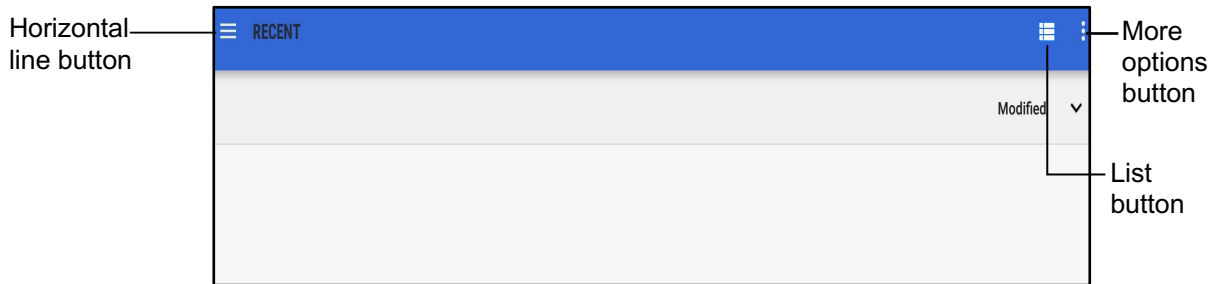 Horizontal
line button
RECENT
More
options
button
Modified
List
button